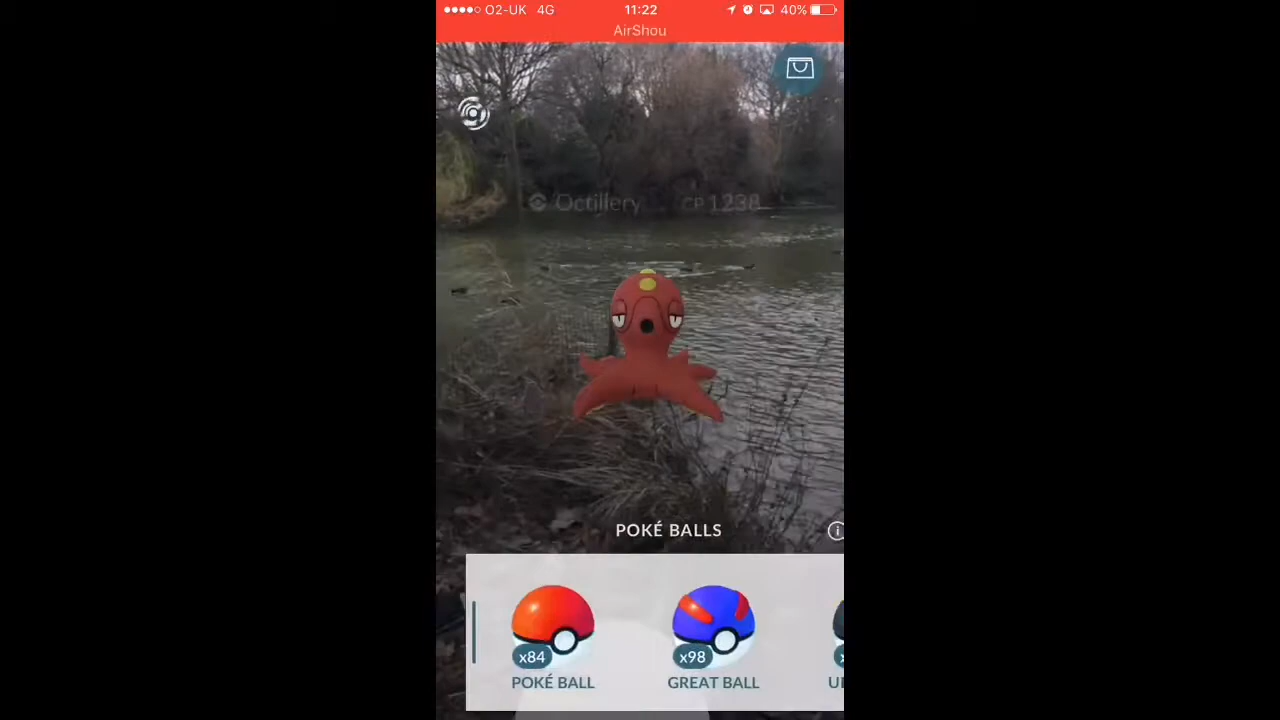 O2-UK 4G 11:22 40%
AirShou
Octillery CP 1238
POKÉ BALLS
x84 x98
POKÉ BALL GREAT BALL